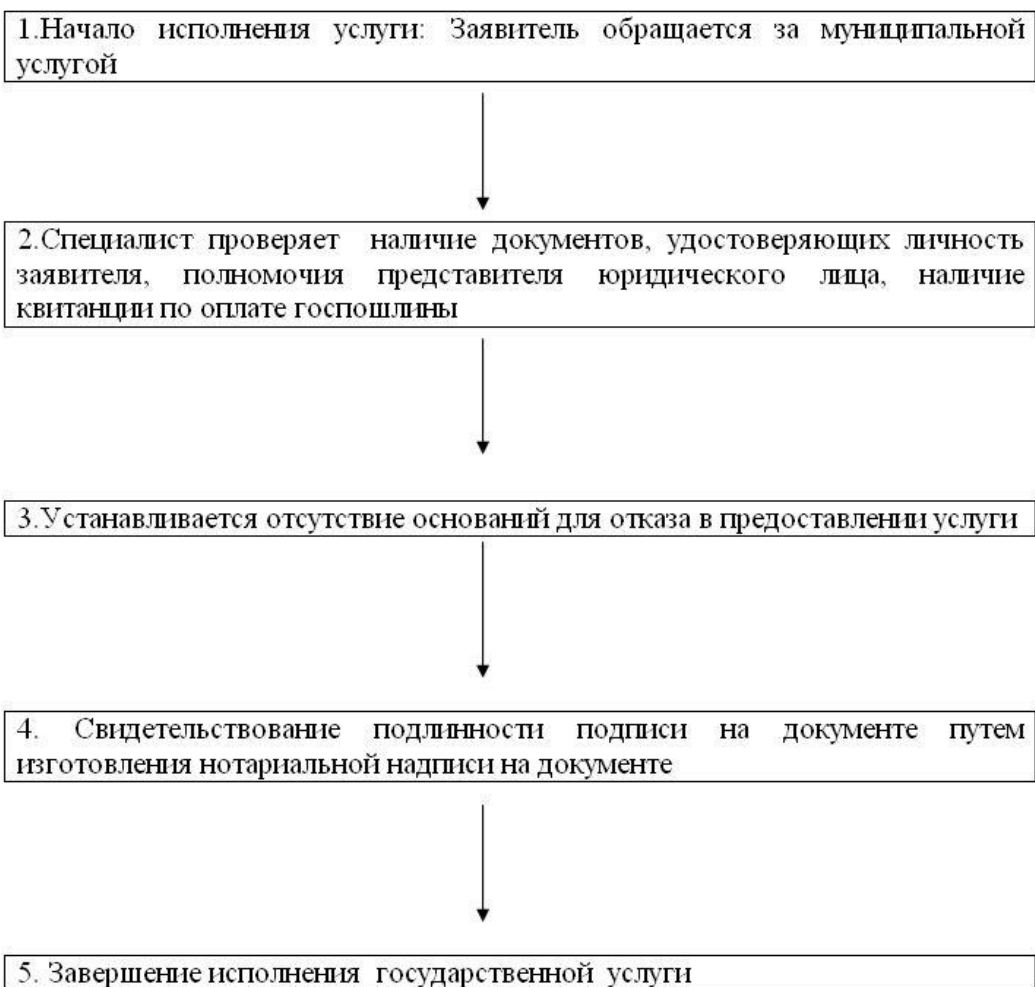 1.Начало исполнения услуги: Заявитель обращается за муниципальной
услугой
2.Специалист проверяет наличие документов, удостоверяющих личность
заявителя, полномочия представителя юридического лица, наличие
квитанции по оплате госпошлины
3.Устанавливается отсутствие оснований для отказа в предоставлении услуги
4. Свидетельствование подлинности подписи на документе путем
изготовления нотариальной надписи на документе
5. Завершение исполнения государственной услуги